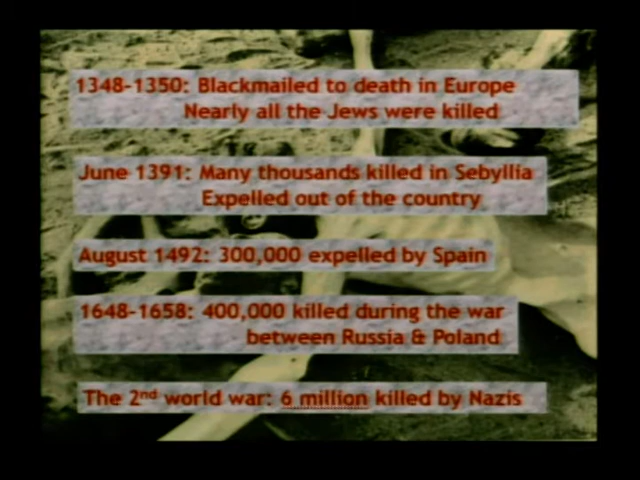 1348-1350: Blackmailed to death in Europe
Nearly all the Jews were killed
June 1391: Many thousands killed in Sebyllia
Expelled out of the country
August 1492: 300,000 expelled by Spain
1648-1658: 400,000 killed during the war
between Russia & Poland
The 2nd world war: 6 million killed by Nazis